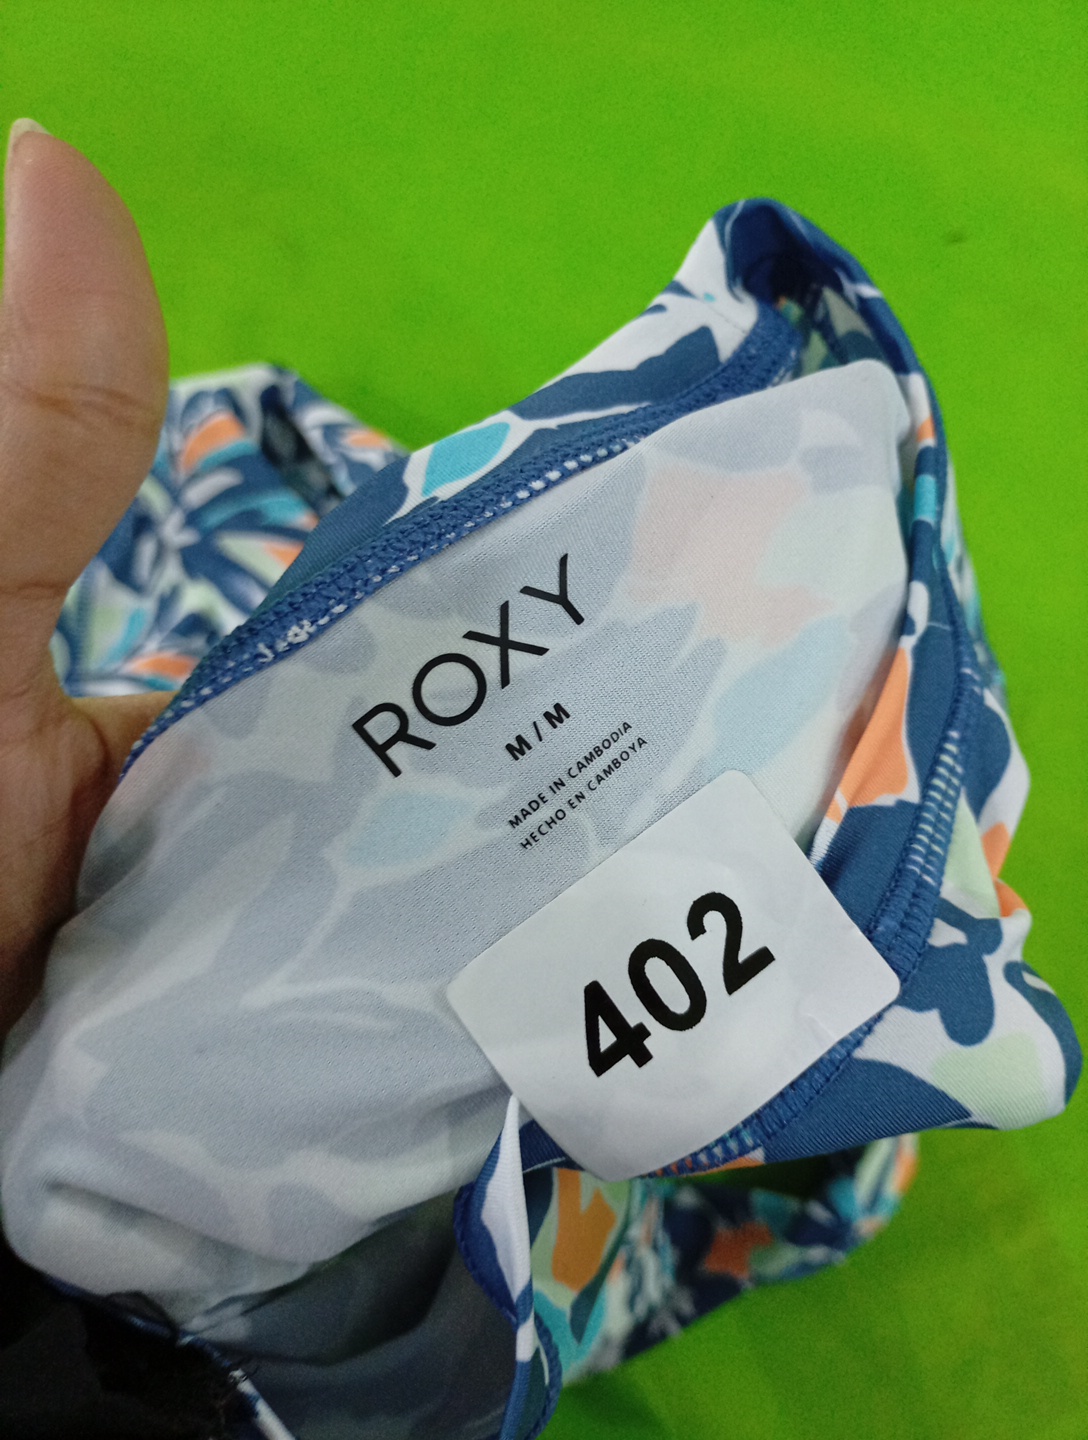 ROXY
M / M
MADE IN CAMBODIA
HECHO EN CAMBOYA
402